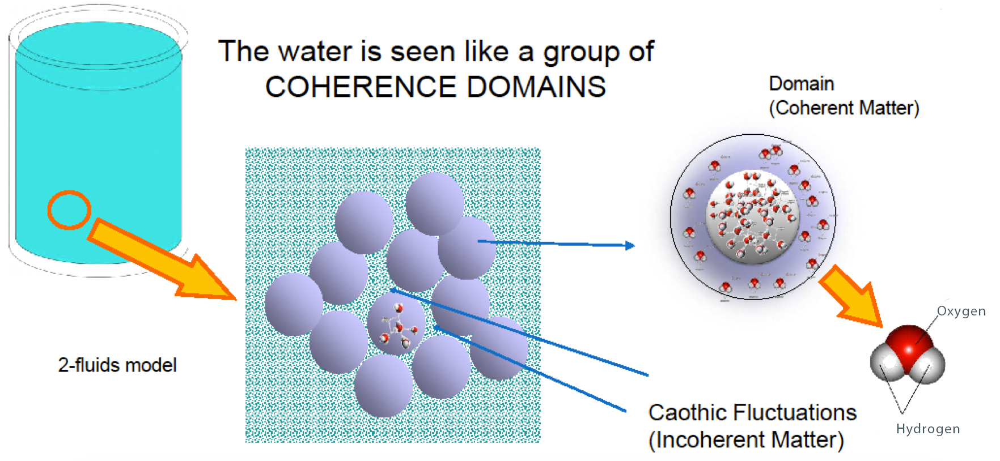 The water is seen like a group of
COHERENCE DOMAINS
Domain
(Coherent Matter)
2-fluids model
Oxygen
Hydrogen
Caothic Fluctuations
(Incoherent Matter)